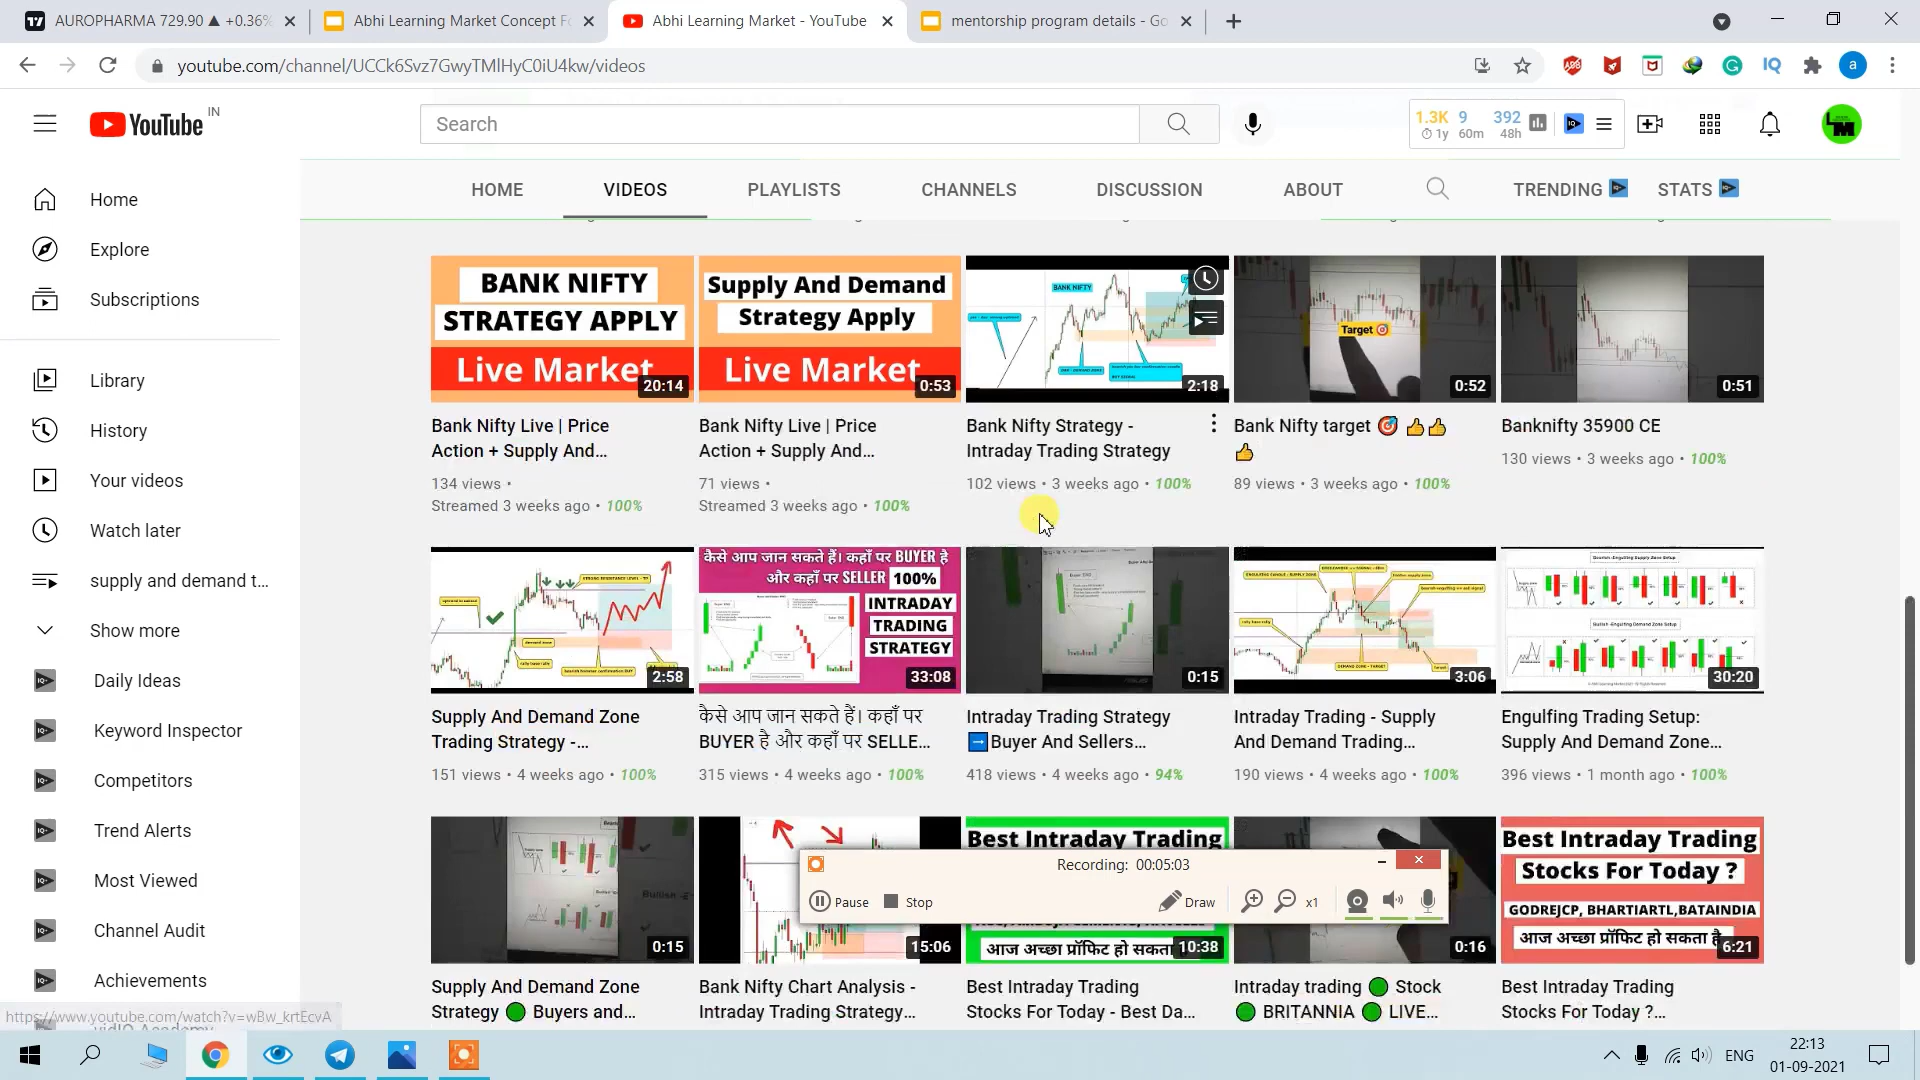 AUROPHARMA 729.90 ▲ +0.36%
Abhi Learning Market Concept Fo
Abhi Learning Market - YouTube
mentorship program details - Go
youtube.com/channel/UCCk6Svz7GwyTMlHyC0iU4kw/videos
YouTube IN
Search
1.3K 9 392
1y 60m 48h
HOME VIDEOS PLAYLISTS CHANNELS DISCUSSION ABOUT TRENDING STATS
Home
Explore
Subscriptions
Library
History
Your videos
Watch later
supply and demand t...
Show more
Daily Ideas
Keyword Inspector
Competitors
Trend Alerts
Most Viewed
Channel Audit
Achievements
vidIQ Academy
BANK NIFTY
STRATEGY APPLY
Live Market
20:14
Supply And Demand
Strategy Apply
Live Market
0:53
BANK NIFTY
2:18
Target 🎯
0:52
0:51
Bank Nifty Live | Price
Action + Supply And...
134 views •
Streamed 3 weeks ago • 100%
Bank Nifty Live | Price
Action + Supply And...
71 views •
Streamed 3 weeks ago • 100%
Bank Nifty Strategy -
Intraday Trading Strategy
102 views • 3 weeks ago • 100%
Bank Nifty target 🎯 👍👍
👍
89 views • 3 weeks ago • 100%
Banknifty 35900 CE
130 views • 3 weeks ago • 100%
2:58
कैसे आप जान सकते हैं। कहाँ पर BUYER है
और कहाँ पर SELLER 100%
INTRADAY
TRADING
STRATEGY
33:08
0:15
3:06
30:20
Supply And Demand Zone
Trading Strategy -...
151 views • 4 weeks ago • 100%
कैसे आप जान सकते हैं। कहाँ पर
BUYER है और कहाँ पर SELLE...
315 views • 4 weeks ago • 100%
Intraday Trading Strategy
➡Buyer And Sellers...
418 views • 4 weeks ago • 94%
Intraday Trading - Supply
And Demand Trading...
190 views • 4 weeks ago • 100%
Engulfing Trading Setup:
Supply And Demand Zone...
396 views • 1 month ago • 100%
0:15
15:06
Best Intraday Trading
आज अच्छा प्रॉफिट हो सकता
10:38
0:16
Best Intraday Trading
Stocks For Today ?
GODREJCP, BHARTIARTL,BATAINDIA
आज अच्छा प्रॉफिट हो सकता है
6:21
Recording: 00:05:03
Pause Stop Draw x1
Supply And Demand Zone
Strategy 🟢 Buyers and...
Bank Nifty Chart Analysis -
Intraday Trading Strategy...
Best Intraday Trading
Stocks For Today - Best Da...
Intraday trading 🟢 Stock
🟢 BRITANNIA 🟢 LIVE...
Best Intraday Trading
Stocks For Today ?...
https://www.youtube.com/watch?v=wBw_krtEcvA
ENG
22:13
01-09-2021